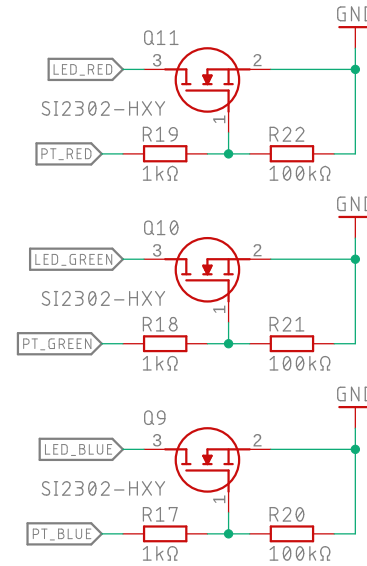 GND
Q11
LED_RED
3
2
SI2302-HXY
1
R19
R22
PT_RED
1kΩ
100kΩ
GND
Q10
LED_GREEN
3
2
SI2302-HXY
1
R18
R21
PT_GREEN
1kΩ
100kΩ
GND
Q9
LED_BLUE
3
2
SI2302-HXY
1
R17
R20
PT_BLUE
1kΩ
100kΩ